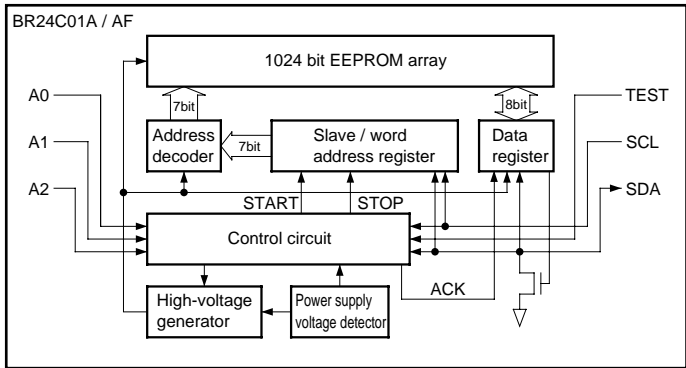 BR24C01A / AF
1024 bit EEPROM array
A0
7bit
8bit
TEST
A1
Address
decoder
7bit
Slave / word
address register
Data
register
SCL
A2
START
STOP
SDA
Control circuit
ACK
High-voltage
generator
Power supply
voltage detector